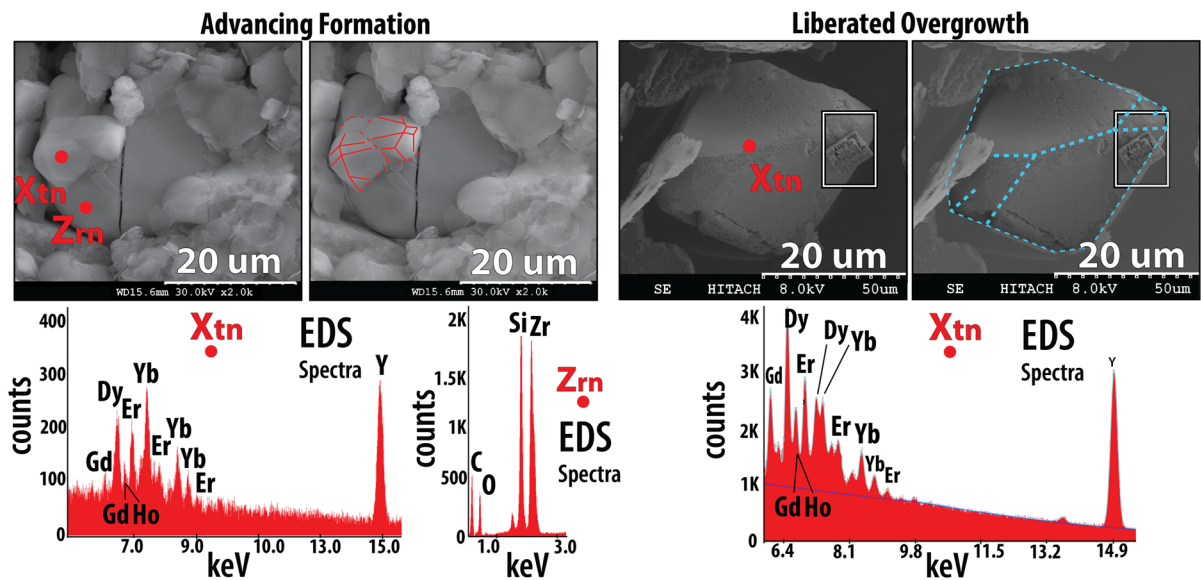 Advancing Formation
Liberated Overgrowth
Xtn
Zrn
20 um
WD15.6mm 30.0kV x2.0k
20 um
WD15.6mm 30.0kV x2.0k
Xtn
20 um
SE HITACH 8.0kV 50um
20 um
SE HITACH 8.0kV 50um
Xtn
EDS
Spectra
counts
400
300
200
100
0
Gd
Dy
Er
Yb
Er
Yb
Yb
Er
Gd Ho
Y
7.0 9.0 10.0 13.0 15.0
keV
Si Zr
Zrn
EDS
Spectra
counts
2K
1.5K
1K
500
0
C
O
1.0 3.0
keV
Xtn
EDS
Spectra
counts
4K
3K
2K
1K
0
Gd
Dy
Er
Dy
Yb
Er
Yb
Yb
Er
Gd Ho
Y
6.4 8.1 9.8 11.5 13.2 14.9
keV